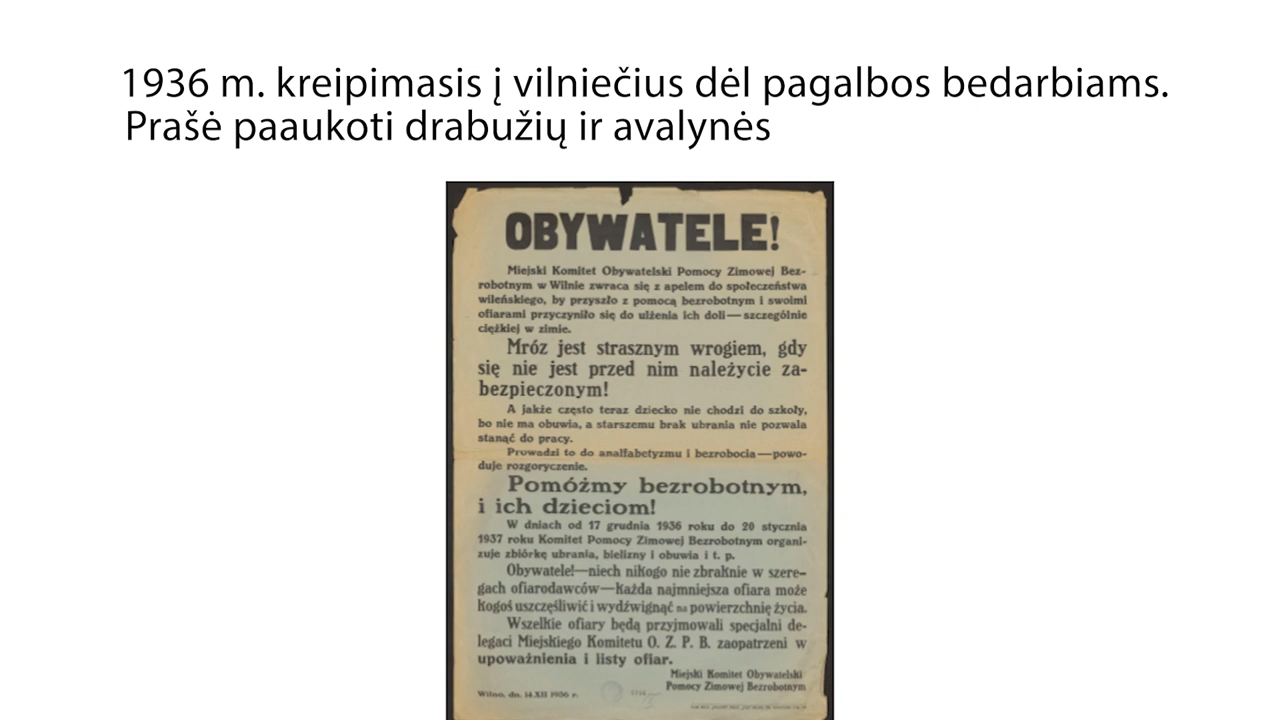 1936 m. kreipimasis į vilniečius dėl pagalbos bedarbiams.
Prašė paaukoti drabužių ir avalynės
OBYWATELE!
Miejski Komitet Obywatelski Pomocy Zimowej Bez-
robotnym w Wilnie zwraca się z apelem do społeczeństwa
wileńskiego, by przyszło z pomocą bezrobotnym i swoimi
ofiarami przyczyniło się do ulżenia ich doli—szczególnie
ciężkiej w zimie.
Mróz jest strasznym wrogiem, gdy
się nie jest przed nim należycie za-
bezpieczonym!
A jakże często teraz dziecko nie chodzi do szkoły,
bo nie ma obuwia, a starszemu brak ubrania nie pozwala
stanąć do pracy.
Prowadzi to do analfabetyzmu i bezrobocia—powo-
duje rozgoryczenie.
Pomóżmy bezrobotnym,
i ich dzieciom!
W dniach od 17 grudnia 1936 roku do 20 stycznia
1937 roku Komitet Pomocy Zimowej Bezrobotnym organi-
zuje zbiórkę ubrania, bielizny i obuwia i t. p.
Obywatele!—niech nikogo nie zbraknie w szere-
gach ofiarodawców—każda najmniejsza ofiara może
kogoś uszczęśliwić i wydźwignąć na powierzchnię życia.
Wszelkie ofiary będą przyjmowali specjalni de-
legaci Miejskiego Komitetu O. Z. P. B. zaopatrzeni w
upoważnienia i listy ofiar.
Miejski Komitet Obywatelski
Pomocy Zimowej Bezrobotnym
Wilno, dn. 14.XII 1936 r.